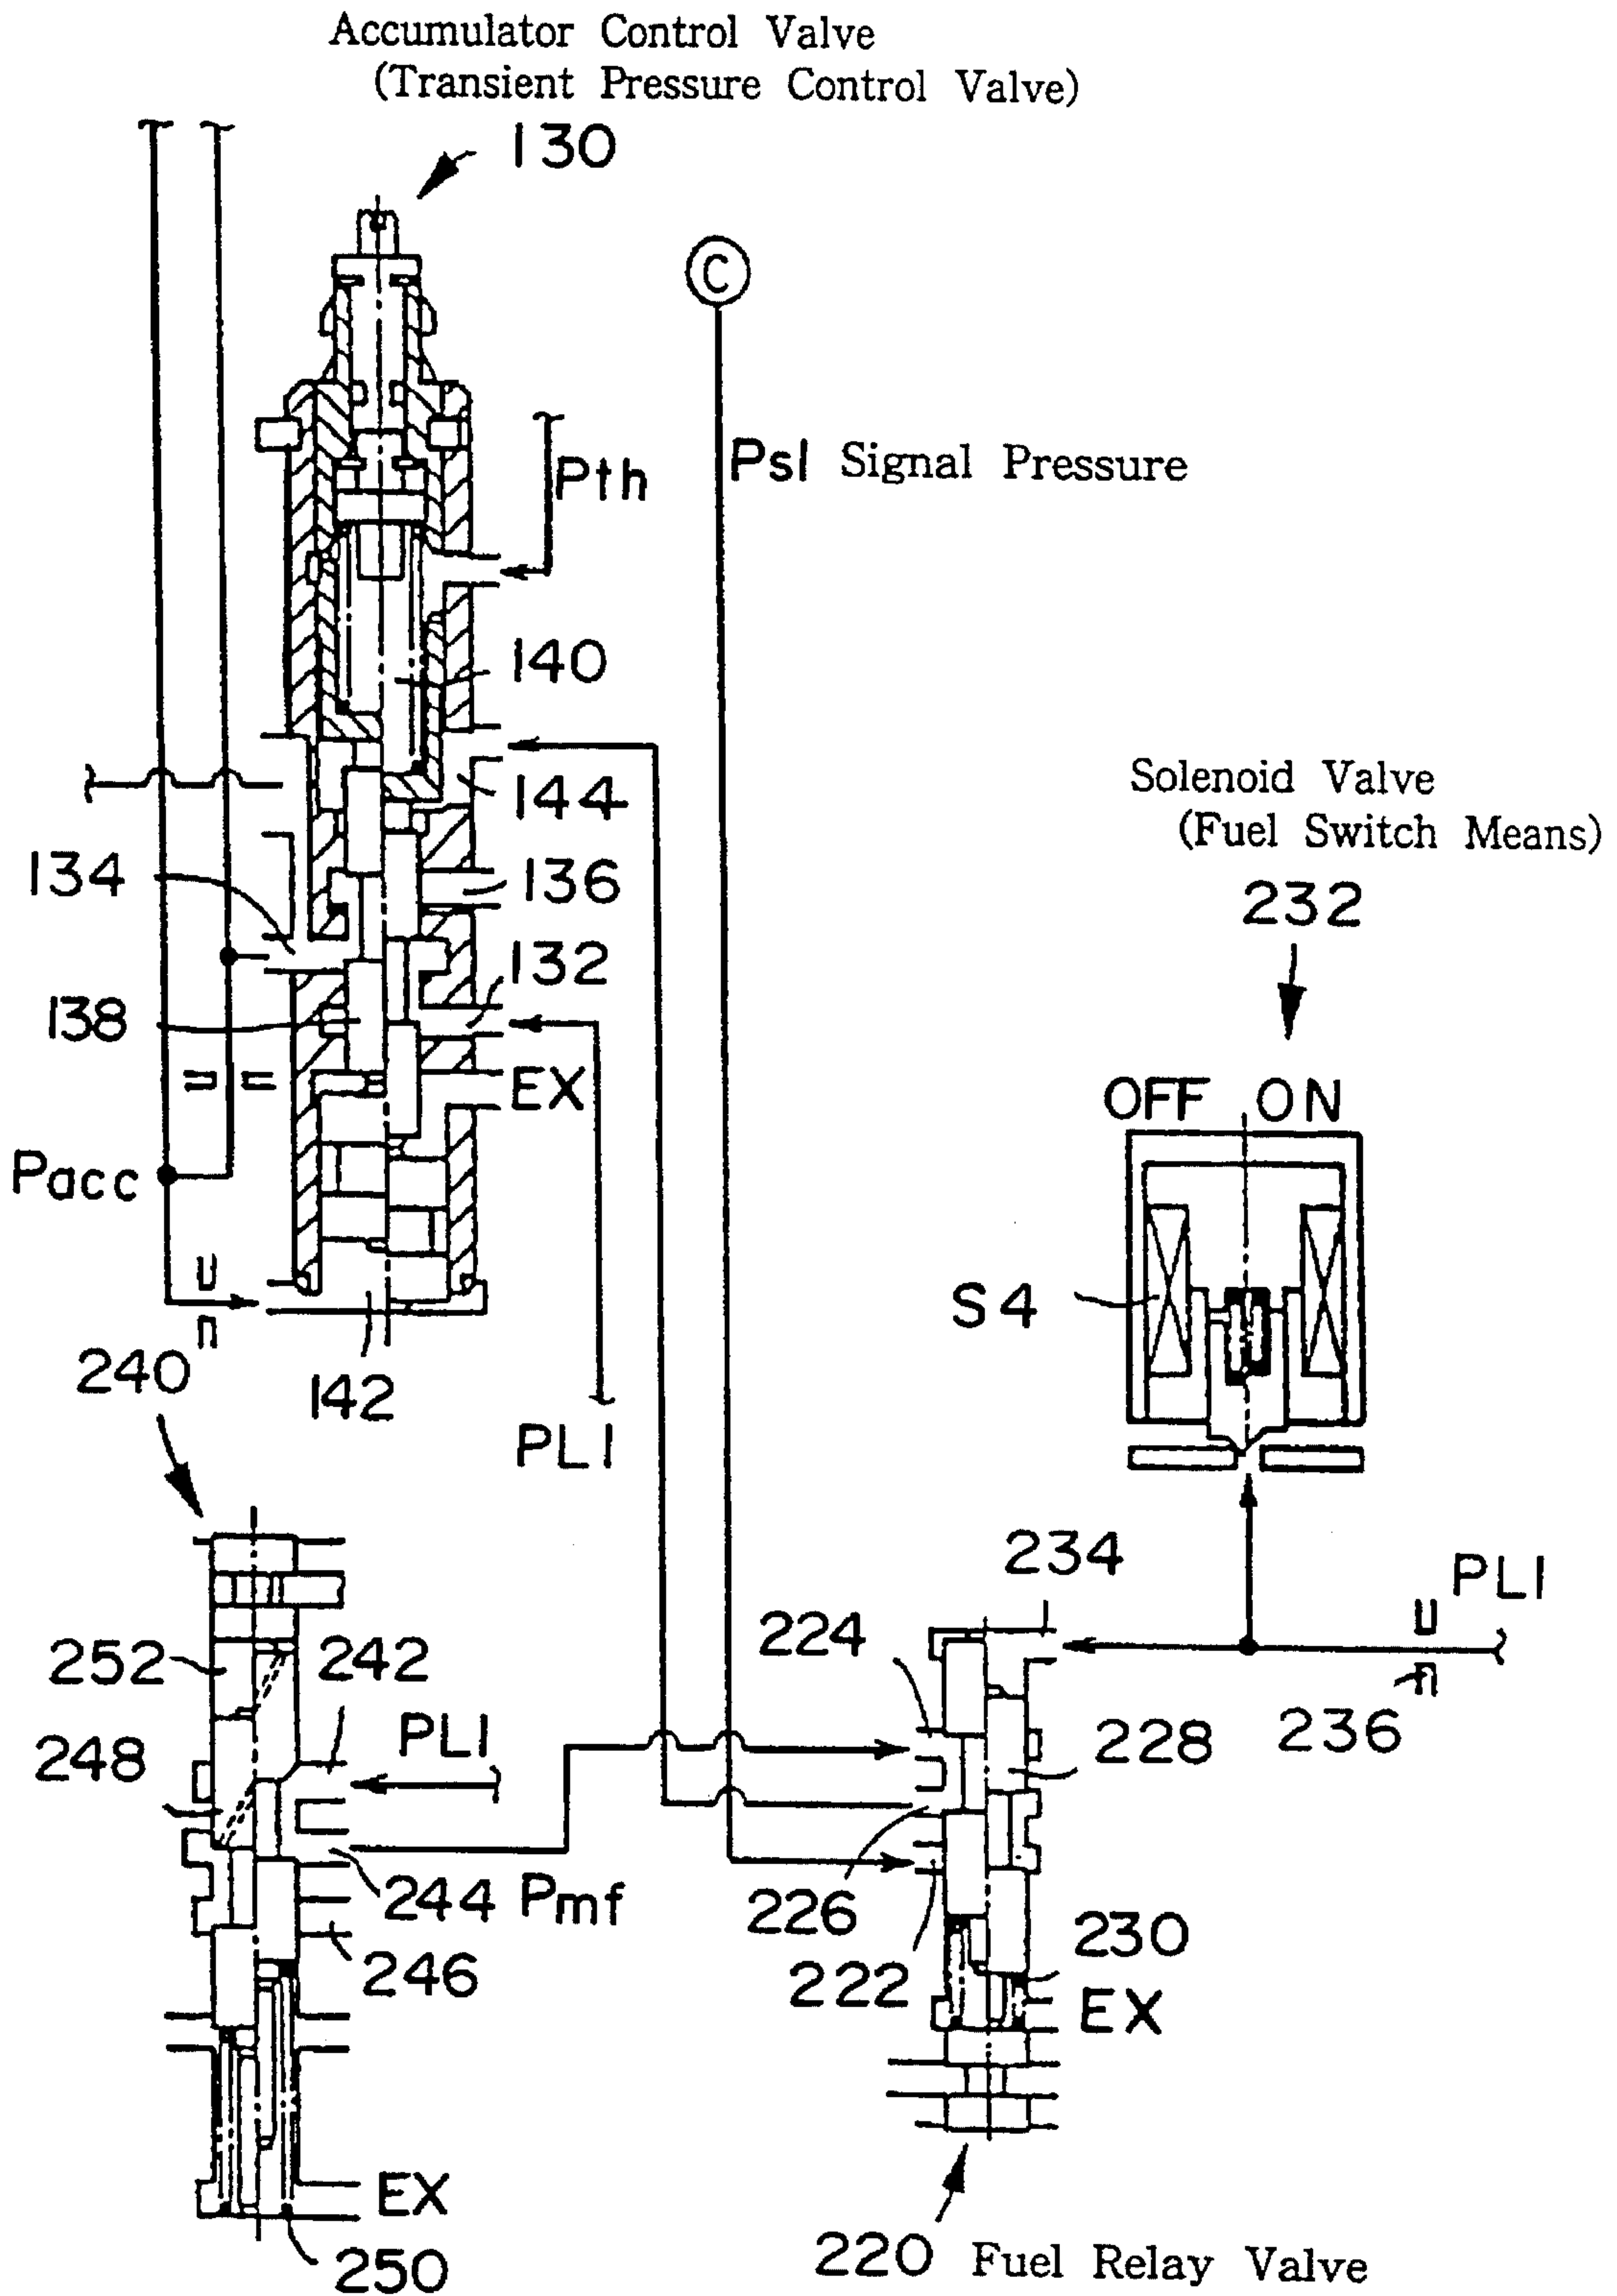 Accumulator Control Valve
(Transient Pressure Control Valve)
130
C
Pth
Psl Signal Pressure
140
Solenoid Valve
(Fuel Switch Means)
144
134
136
232
132
138
EX
OFF ON
Pacc
S4
240
142
PL1
234
PL1
224
252
242
236
PL1
228
248
244 Pmf
226
246
230
222
EX
EX
220 Fuel Relay Valve
250